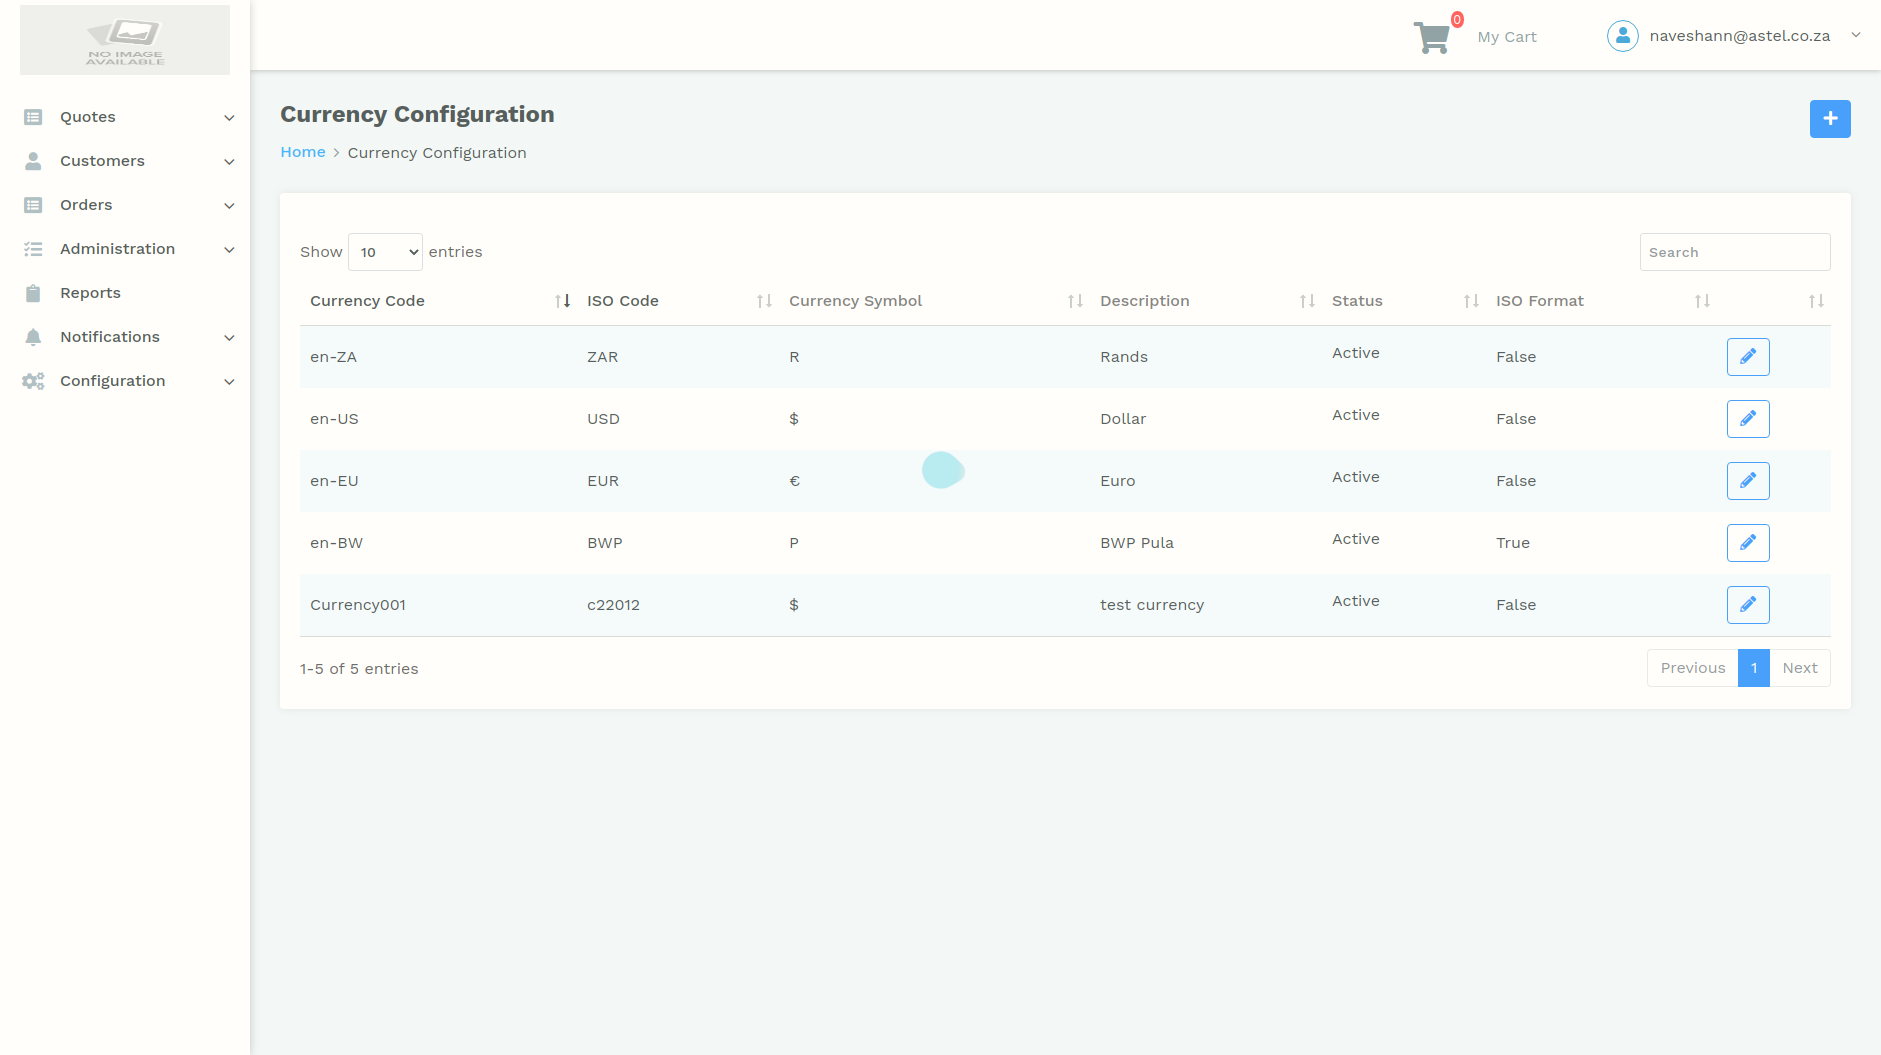 NO IMAGE
AVAILABLE
0
My Cart
naveshann@astel.co.za
Quotes
Customers
Orders
Administration
Reports
Notifications
Configuration
Currency Configuration
Home > Currency Configuration
Show 10 entries
Search
Currency Code ISO Code Currency Symbol Description Status ISO Format
en-ZA ZAR R Rands Active False
en-US USD $ Dollar Active False
en-EU EUR € Euro Active False
en-BW BWP P BWP Pula Active True
Currency001 c22012 $ test currency Active False
1-5 of 5 entries
Previous 1 Next